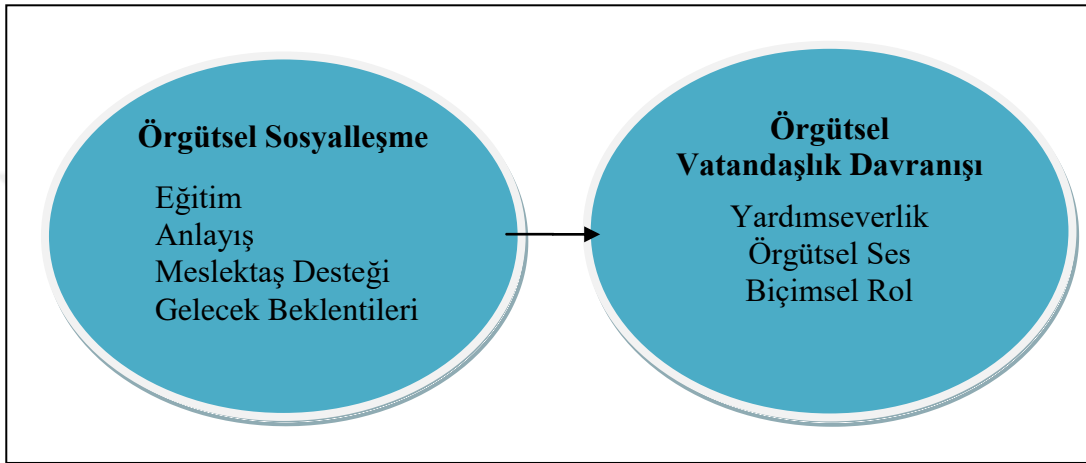 Örgütsel Sosyalleşme
Eğitim
Anlayış
Meslektaş Desteği
Gelecek Beklentileri
Örgütsel
Vatandaşlık Davranışı
Yardımseverlik
Örgütsel Ses
Biçimsel Rol